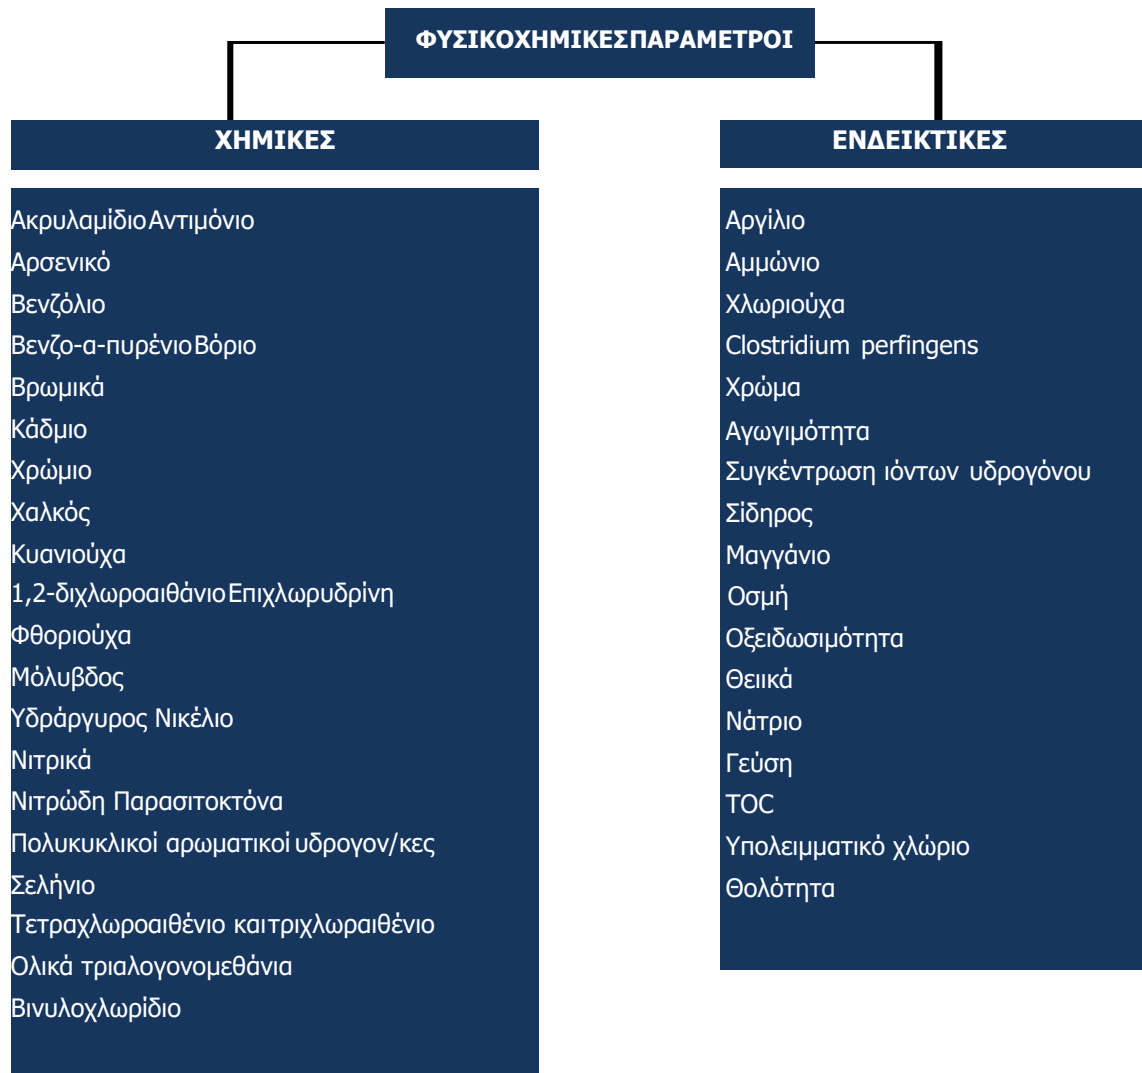 ΦΥΣΙΚΟΧΗΜΙΚΕΣΠΑΡΑΜΕΤΡΟΙ
ΧΗΜΙΚΕΣ
ΑκρυλαμίδιοΑντιμόνιο
Αρσενικό
Βενζόλιο
Βενζο-α-πυρένιοΒόριο
Βρωμικά
Κάδμιο
Χρώμιο
Χαλκός
Κυανιούχα
1,2-διχλωροαιθάνιοΕπιχλωρυδρίνη
Φθοριούχα
Μόλυβδος
Υδράργυρος Νικέλιο
Νιτρικά
Νιτρώδη Παρασιτοκτόνα
Πολυκυκλικοί αρωματικοί υδρογον/κες
Σελήνιο
Τετραχλωροαιθένιο καιτριχλωραιθένιο
Ολικά τριαλογονομεθάνια
Βινυλοχλωρίδιο
ΕΝΔΕΙΚΤΙΚΕΣ
Αργίλιο
Αμμώνιο
Χλωριούχα
Clostridium perfingens
Χρώμα
Αγωγιμότητα
Συγκέντρωση ιόντων υδρογόνου
Σίδηρος
Μαγγάνιο
Οσμή
Οξειδωσιμότητα
Θειικά
Νάτριο
Γεύση
TOC
Υπολειμματικό χλώριο
Θολότητα